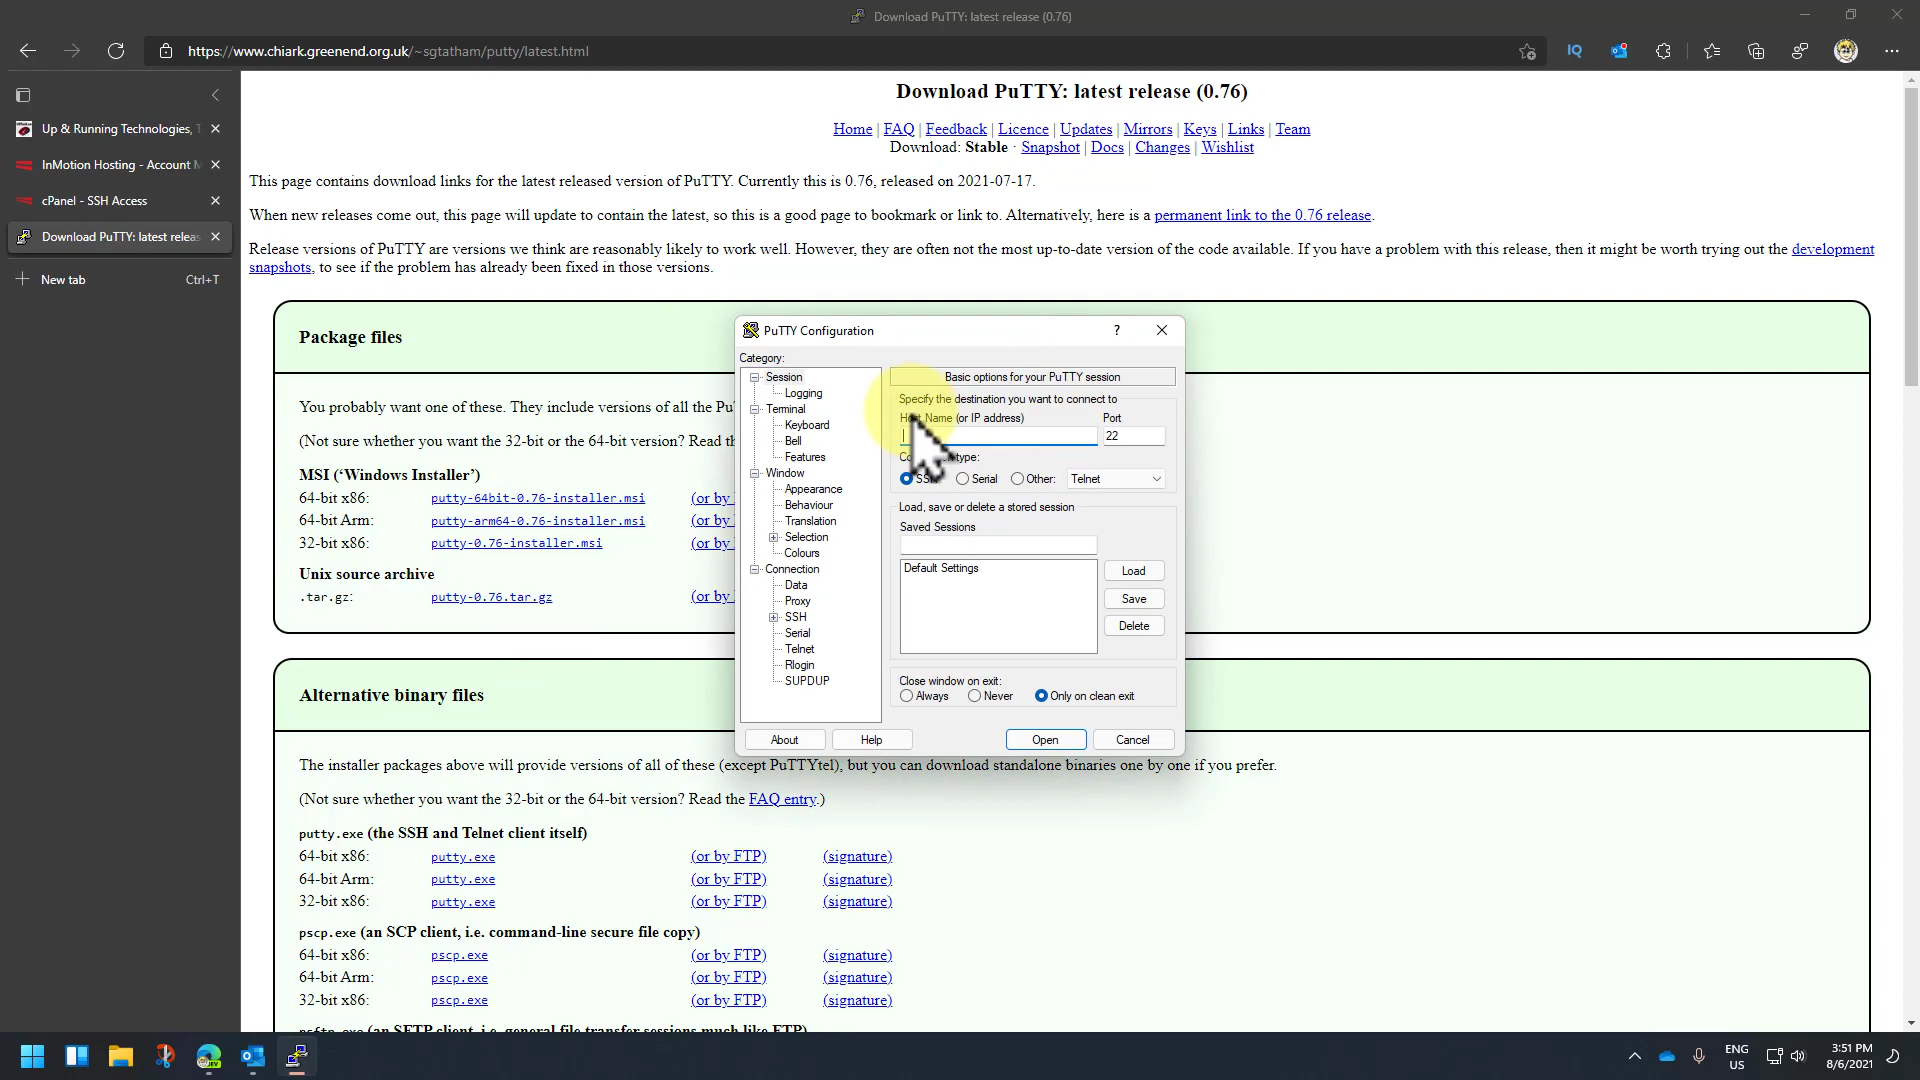 Download PuTTY: latest release (0.76)
https://www.chiark.greenend.org.uk/~sgtatham/putty/latest.html
IQ
Up & Running Technologies, T
InMotion Hosting - Account M
cPanel - SSH Access
Download PuTTY: latest releas
New tab Ctrl+T
Download PuTTY: latest release (0.76)
Home | FAQ | Feedback | Licence | Updates | Mirrors | Keys | Links | Team
Download: Stable · Snapshot | Docs | Changes | Wishlist
This page contains download links for the latest released version of PuTTY. Currently this is 0.76, released on 2021-07-17.
When new releases come out, this page will update to contain the latest, so this is a good page to bookmark or link to. Alternatively, here is a permanent link to the 0.76 release.
Release versions of PuTTY are versions we think are reasonably likely to work well. However, they are often not the most up-to-date version of the code available. If you have a problem with this release, then it might be worth trying out the development
snapshots, to see if the problem has already been fixed in those versions.
Package files
You probably want one of these. They include versions of all the Pu
(Not sure whether you want the 32-bit or the 64-bit version? Read th
MSI (‘Windows Installer’)
64-bit x86: putty-64bit-0.76-installer.msi (or by
64-bit Arm: putty-arm64-0.76-installer.msi (or by
32-bit x86: putty-0.76-installer.msi (or by
Unix source archive
.tar.gz: putty-0.76.tar.gz (or by
PuTTY Configuration ?
Category:
Session
Logging
Terminal
Keyboard
Bell
Features
Window
Appearance
Behaviour
Translation
Selection
Colours
Connection
Data
Proxy
SSH
Serial
Telnet
Rlogin
SUPDUP
Basic options for your PuTTY session
Specify the destination you want to connect to
Name (or IP address) Port
22
type:
Serial Other: Telnet
Load, save or delete a stored session
Saved Sessions
Default Settings
Load
Save
Delete
Close window on exit:
Always Never Only on clean exit
About Help Open Cancel
Alternative binary files
The installer packages above will provide versions of all of these (except PuTTYtel), but you can download standalone binaries one by one if you prefer.
(Not sure whether you want the 32-bit or the 64-bit version? Read the FAQ entry.)
putty.exe (the SSH and Telnet client itself)
64-bit x86: putty.exe (or by FTP) (signature)
64-bit Arm: putty.exe (or by FTP) (signature)
32-bit x86: putty.exe (or by FTP) (signature)
pscp.exe (an SCP client, i.e. command-line secure file copy)
64-bit x86: pscp.exe (or by FTP) (signature)
64-bit Arm: pscp.exe (or by FTP) (signature)
32-bit x86: pscp.exe (or by FTP) (signature)
psftp.exe (an SFTP client, i.e. general file transfer sessions much like FTP)
ENG
US
3:51 PM
8/6/2021